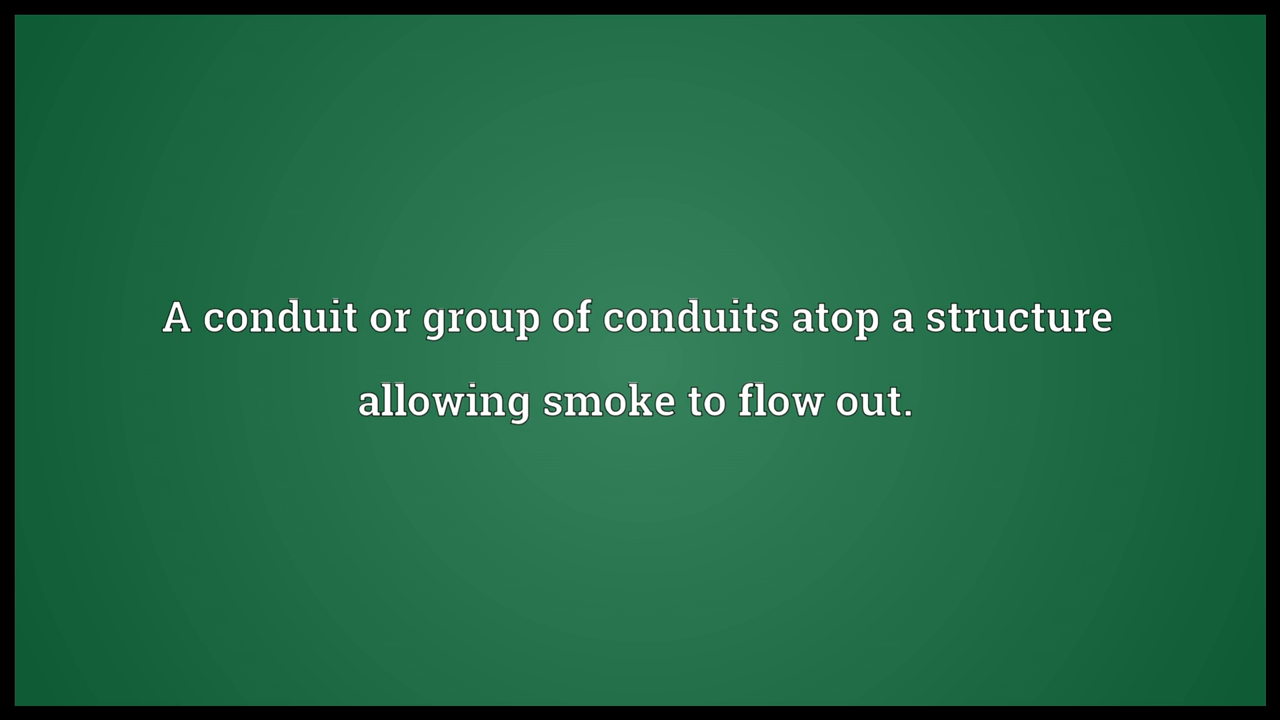 A conduit or group of conduits atop a structure
allowing smoke to flow out.